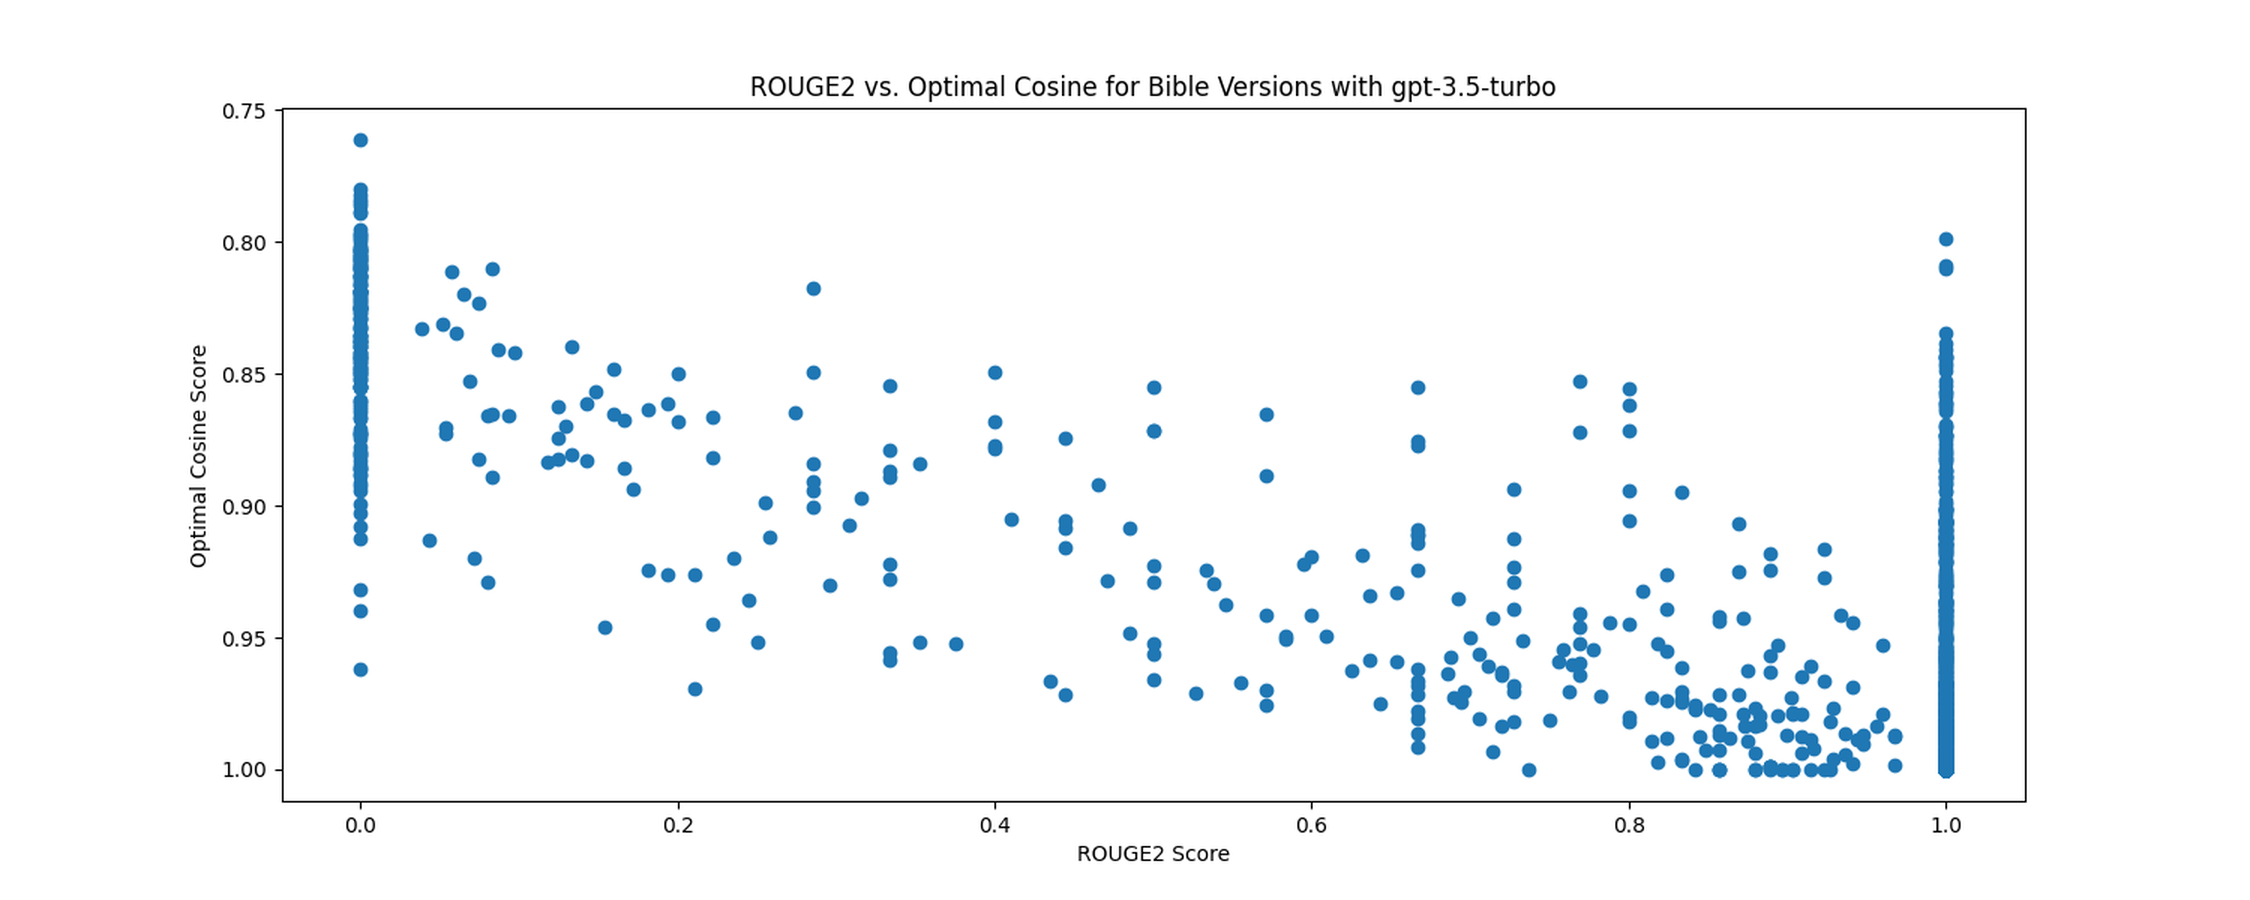 ROUGE2 vs. Optimal Cosine for Bible Versions with gpt-3.5-turbo
0.75
0.80
0.85
0.90
0.95
1.00
Optimal Cosine Score
0.0 0.2 0.4 0.6 0.8 1.0
ROUGE2 Score